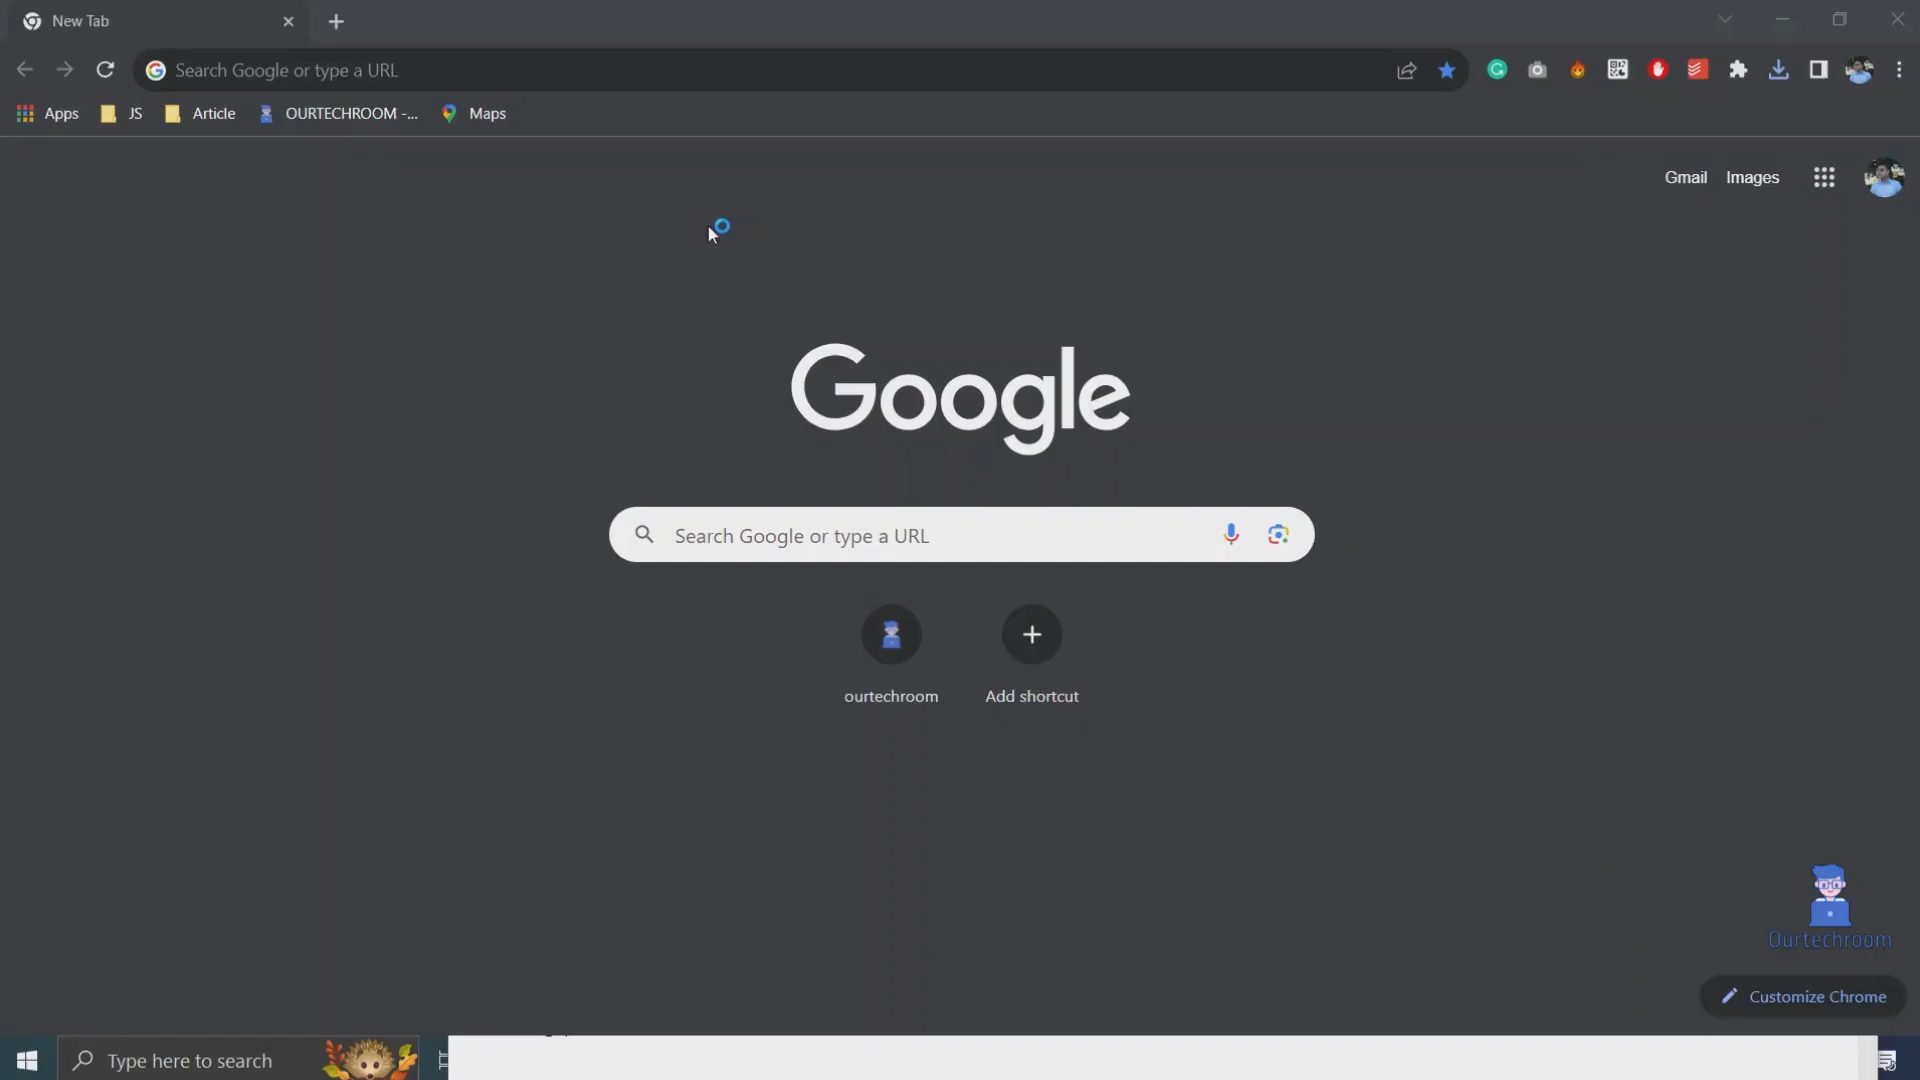 New Tab
Search Google or type a URL
Apps
JS
Article
OURTECHROOM -...
Maps
Gmail
Images
Google
Search Google or type a URL
ourtechroom
Add shortcut
Ourtechroom
Customize Chrome
Type here to search